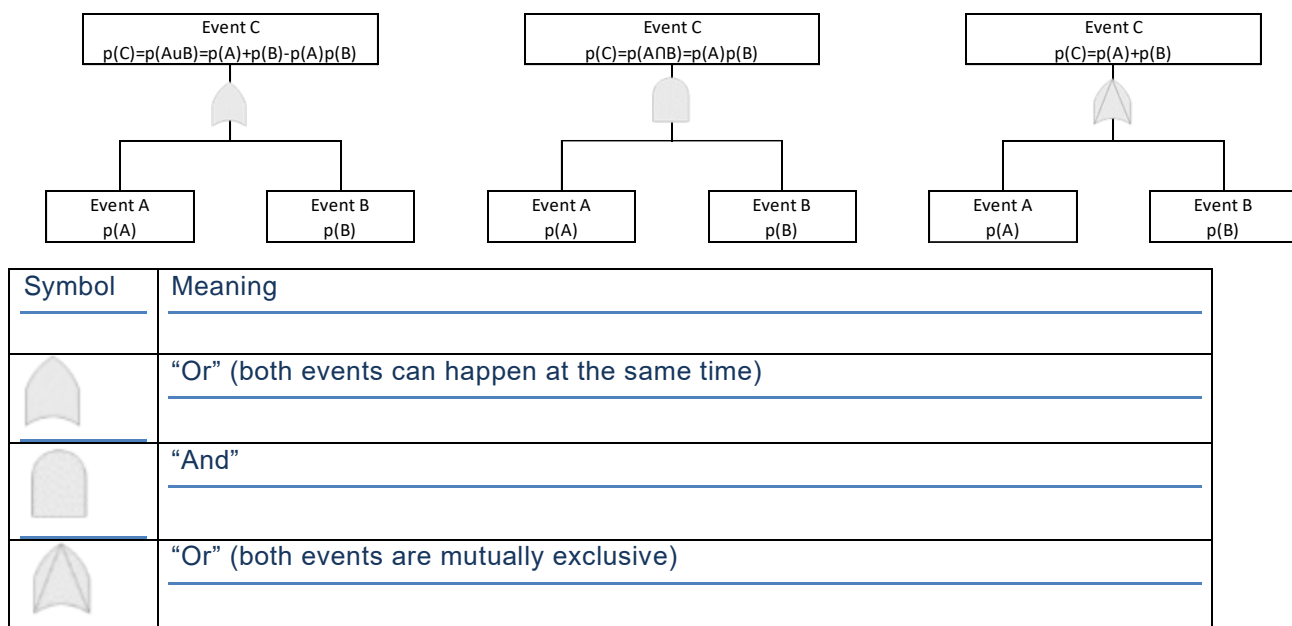 Event C
p(C)=p(AuB)=p(A)+p(B)-p(A)p(B)
Event A
p(A)
Event B
p(B)
Event C
p(C)=p(A∩B)=p(A)p(B)
Event A
p(A)
Event B
p(B)
Event C
p(C)=p(A)+p(B)
Event A
p(A)
Event B
p(B)
Symbol Meaning
“Or” (both events can happen at the same time)
“And”
“Or” (both events are mutually exclusive)